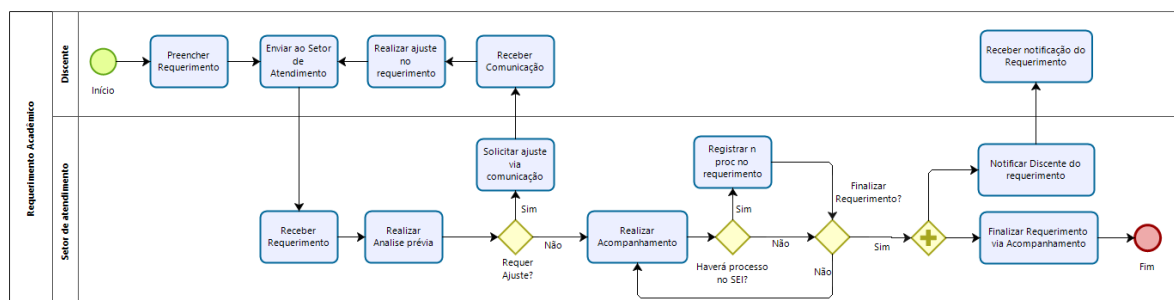 Requerimento Acadêmico
Discente
Início
Preencher
Requerimento
Enviar ao Setor
de
Atendimento
Realizar ajuste
no
requerimento
Receber
Comunicação
Receber notificação do
Requerimento
Setor de atendimento
Receber
Requerimento
Realizar
Analise prévia
Solicitar ajuste
via
comunicação
Sim
Requer
Ajuste?
Não
Realizar
Acompanhamento
Registrar n
proc no
requerimento
Sim
Haverá processo
no SEI?
Não
Finalizar
Requerimento?
Não
Sim
Notificar Discente do
requerimento
Finalizar Requerimento
via Acompanhamento
Fim